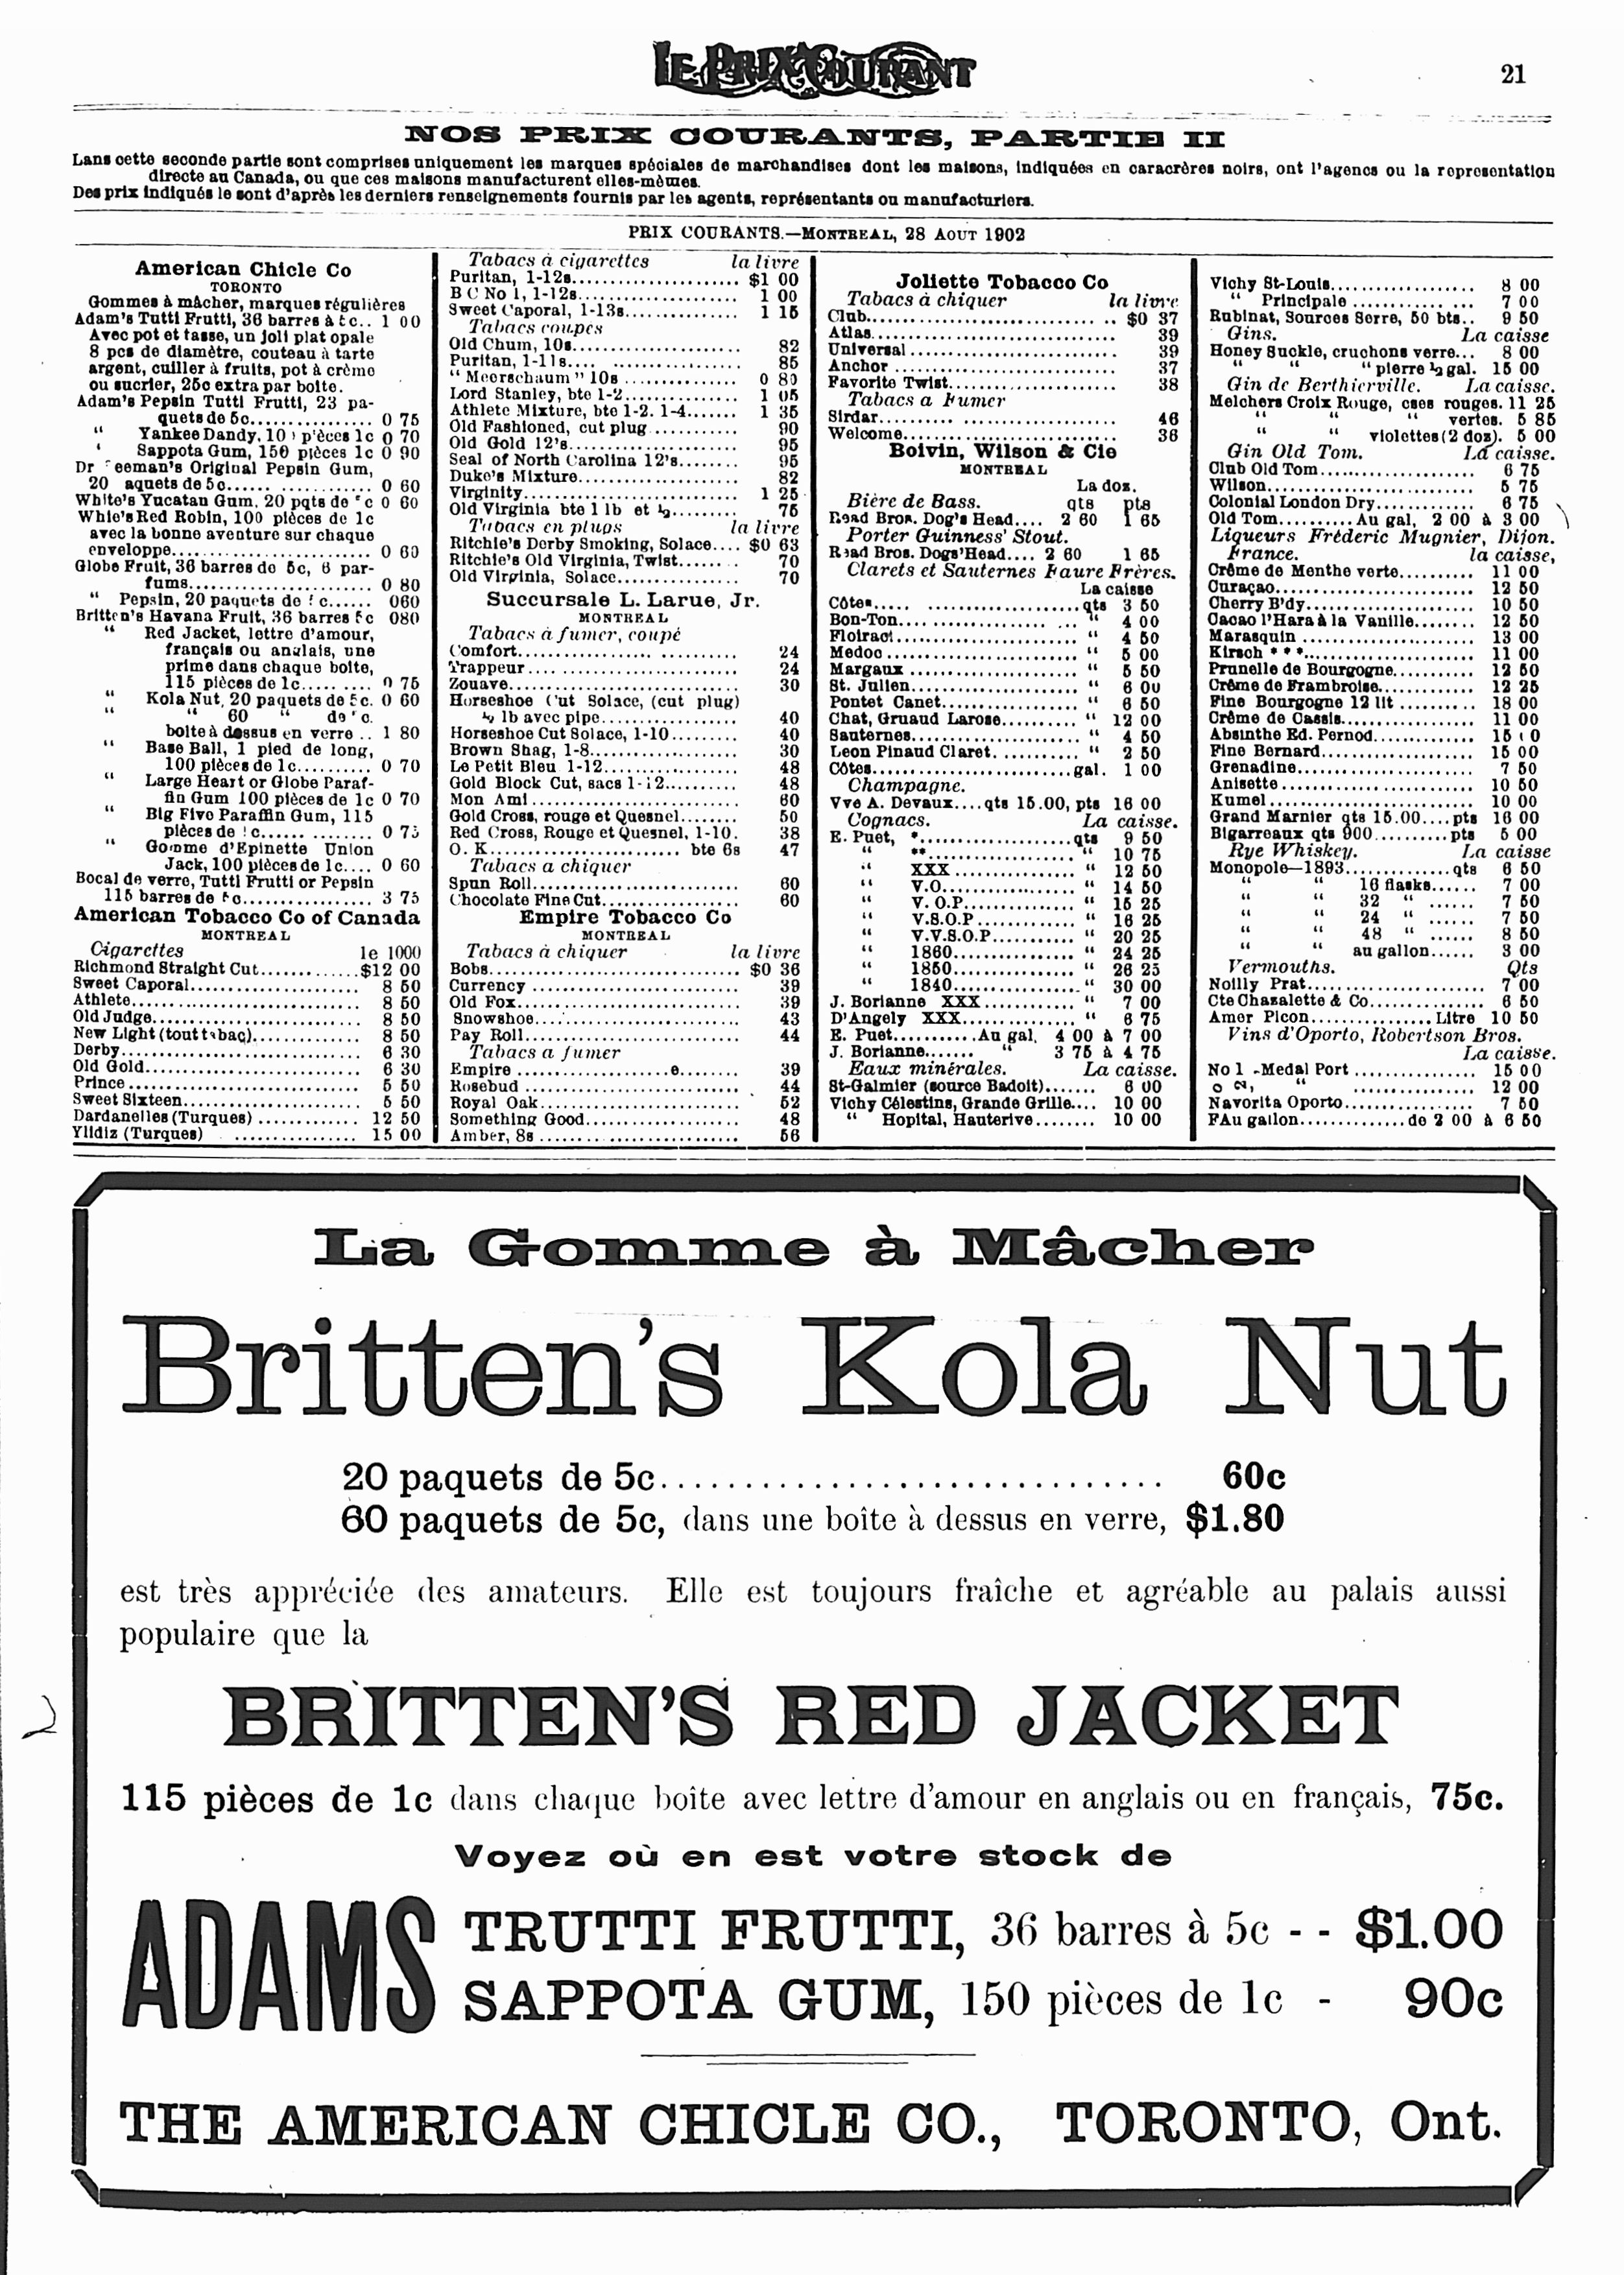 LE PRIX COURANT
21
NOS PRIX COURANTS, PARTIE II
Lans cette seconde partie sont comprises uniquement les marques spéciales de marchandises dont les maisons, indiquées en caracrères noirs, ont l'agence ou la representation
directe au Canada, ou que ces maisons manufacturent elles-mêmes.
Des prix indiqués le sont d'après les derniers renseignements fournis par les agents, représentants ou manufacturiers.
PRIX COURANTS.—MONTREAL, 28 AOUT 1902
American Chicle Co
TORONTO
Gommes à mâcher, marques régulières
Adam's Tutti Frutti, 36 barres à 5c.. 1 00
Avec pot et tasse, un joli plat opale
8 pcs de diamètre, couteau à tarte
argent, cuiller à fruits, pot à crème
ou sucrier, 25c extra par boite.
Adam's Pepsin Tutti Frutti, 23 pa-
quets de 5c................ 0 75
" Yankee Dandy, 10 pièces 1c 0 70
' Sappota Gum, 150 pièces 1c 0 90
Dr eeman's Original Pepsin Gum,
20 aquets de 5c............... 0 60
White's Yucatan Gum, 20 pqts de c 0 60
Whie's Red Robin, 100 pièces de 1c
avec la bonne aventure sur chaque
enveloppe...................... 0 60
Globe Fruit, 36 barres de 5c, 6 par-
fums....................... 0 80
" Pepsin, 20 paquets de c...... 060
Britten's Havana Fruit, 36 barres 5c 080
" Red Jacket, lettre d'amour,
français ou anglais, une
prime dans chaque boite,
115 pièces de 1c......... 0 75
" Kola Nut, 20 paquets de 5c. 0 60
" " 60 " de c.
boite à dessus en verre .. 1 80
" Base Ball, 1 pied de long,
100 pièces de 1c.......... 0 70
" Large Heart or Globe Paraf-
fin Gum 100 pièces de 1c 0 70
" Big Five Paraffin Gum, 115
pièces de c............. 0 75
" Gomme d'Epinette Union
Jack, 100 pièces de 1c.... 0 60
Bocal de verre, Tutti Frutti or Pepsin
115 barres de 5c................. 3 75
American Tobacco Co of Canada
MONTREAL
Cigarettes le 1000
Richmond Straight Cut............$12 00
Sweet Caporal.................... 8 50
Athlete.......................... 8 50
Old Judge........................ 8 50
New Light (tout tabac)........... 8 50
Derby............................ 6 30
Old Gold......................... 6 30
Prince........................... 5 50
Sweet Sixteen.................... 5 50
Dardanelles (Turques) ............ 12 50
Yildiz (Turques) ............... 15 00
Tabacs à cigarettes la livre
Puritan, 1-12s....................... $1 00
B C No 1, 1-12s..................... 1 00
Sweet Caporal, 1-13s............... 1 15
Tabacs coupes
Old Chum, 10s....................... 82
Puritan, 1-11s...................... 85
" Meerschaum " 10s .............. 0 80
Lord Stanley, bte 1-2............... 1 05
Athlete Mixture, bte 1-2. 1-4....... 1 35
Old Fashioned, cut plug ........... 90
Old Gold 12's....................... 95
Seal of North Carolina 12's........ 95
Duke's Mixture..................... 82
Virginity........................... 1 25
Old Virginia bte 1 lb et ½......... 75
Tabacs en plugs la livre
Ritchie's Derby Smoking, Solace.... $0 63
Ritchie's Old Virginia, Twist....... 70
Old Virginia, Solace............... 70
Succursale L. Larue, Jr.
MONTREAL
Tabacs à fumer, coupé
Comfort............................ 24
Trappeur........................... 24
Zouave............................. 30
Horseshoe Cut Solace, (cut plug)
¼ lb avec pipe.................. 40
Horseshoe Cut Solace, 1-10......... 40
Brown Shag, 1-8.................... 30
Le Petit Bleu 1-12................. 48
Gold Block Cut, sacs 1-12.......... 48
Mon Ami............................ 60
Gold Cross, rouge et Quesnel....... 50
Red Cross, Rouge et Quesnel, 1-10. 38
O. K........................ bte 6s 47
Tabacs a chiquer
Spun Roll.......................... 60
Chocolate Fine Cut................. 60
Empire Tobacco Co
MONTREAL
Tabacs à chiquer la livre
Bobs............................... $0 36
Currency .......................... 39
Old Fox............................ 39
Snowshoe........................... 43
Pay Roll........................... 44
Tabacs a fumer
Empire ............................ 39
Rosebud ........................... 44
Royal Oak.......................... 52
Something Good..................... 48
Amber, 8s ......................... 56
Joliette Tobacco Co
Tabacs à chiquer la livre
Club............................... $0 37
Atlas.............................. 39
Universal.......................... 39
Anchor ............................ 37
Favorite Twist..................... 38
Tabacs a Fumer
Sirdar............................. 46
Welcome............................ 36
Boivin, Wilson & Cie
MONTREAL
La doz.
Bière de Bass. qts pts
Read Bros. Dog's Head.... 2 60 1 65
Porter Guinness' Stout.
Read Bros. Dogs' Head.... 2 60 1 65
Clarets et Sauternes Faure Frères.
La caisse
Côtes..............................qts 3 50
Bon-Ton............................ " 4 00
Floirac............................ " 4 50
Medoc ............................. " 5 00
Margaux ........................... " 5 50
St. Julien......................... " 6 00
Pontet Canet....................... " 6 50
Chat, Gruaud Larose.......... " 12 00
Sauternes.......................... " 4 50
Leon Pinaud Claret. ........... " 2 50
Côtes...........................gal. 1 00
Champagne.
Vve A. Devaux....qts 15.00, pts 16 00
Cognacs. La caisse.
E. Puet, *.....................qts 9 50
" **..................... " 10 75
" XXX ................ " 12 50
" V.O................. " 14 50
" V. O.P.............. " 15 25
" V.S.O.P............. " 16 25
" V.V.S.O.P........... " 20 25
" 1860................ " 24 25
" 1850................ " 26 25
" 1840................ " 30 00
J. Borianne XXX............ " 7 00
D'Angely XXX............... " 6 75
E. Puet...........Au gal, 4 00 à 7 00
J. Borianne....... " 3 75 à 4 75
Eaux minérales. La caisse.
St-Galmier (source Badoit)....... 6 00
Vichy Célestins, Grande Grille.... 10 00
" Hopital, Hauterive........ 10 00
Vichy St-Louis................... 8 00
" Principale ................ 7 00
Rubinat, Sources Serre, 50 bts.. 9 50
Gins. La caisse
Honey Suckle, cruchons verre... 8 00
" " " pierre ½ gal. 15 00
Gin de Berthierville. La caisse.
Melchers Croix Rouge, cses rouges. 11 25
" " " vertes. 5 85
" " violettes (2 doz). 5 00
Gin Old Tom. La caisse.
Club Old Tom..................... 6 75
Wilson........................... 5 75
Colonial London Dry.............. 6 75
Old Tom..........Au gal, 2 00 à 3 00
Liqueurs Fréderic Mugnier, Dijon.
France. la caisse,
Crême de Menthe verte.......... 11 00
Curaçao.......................... 12 50
Cherry B'dy...................... 10 50
Cacao l'Hara à la Vanille........ 12 50
Marasquin ....................... 13 00
Kirsch * * *..................... 11 00
Prunelle de Bourgogne............ 12 50
Crême de Framboise............... 12 25
Fine Bourgogne 12 lit ........... 18 00
Crême de Cassis.................. 11 00
Absinthe Ed. Pernod.............. 15 0
Fine Bernard..................... 15 00
Grenadine........................ 7 50
Anisette ........................ 10 50
Kumel............................ 10 00
Grand Marnier qts 15.00....pts 16 00
Bigarreaux qts 900..........pts 5 00
Rye Whiskey. La caisse
Monopole—1893...............qts 6 50
" " 16 flasks...... 7 00
" " 32 " ...... 7 50
" " 24 " ...... 7 50
" " 48 " ...... 8 50
" " au gallon...... 3 00
Vermouths. Qts
Noilly Prat...................... 7 00
Cte Chazalette & Co.............. 6 50
Amer Picon................Litre 10 50
Vins d'Oporto, Robertson Bros.
La caisse.
No 1 -Medal Port ................ 15 00
" ................ 12 00
Navorita Oporto.................. 7 50
FAu gallon..............de 2 00 à 6 50
La Gomme à Mâcher
Britten's Kola Nut
20 paquets de 5c.............................. 60c
60 paquets de 5c, dans une boîte à dessus en verre, $1.80
est très appréciée des amateurs. Elle est toujours fraîche et agréable au palais aussi
populaire que la
BRITTEN'S RED JACKET
115 pièces de 1c dans chaque boîte avec lettre d'amour en anglais ou en français, 75c.
Voyez où en est votre stock de
ADAMS
TRUTTI FRUTTI, 36 barres à 5c - - $1.00
SAPPOTA GUM, 150 pièces de 1c - 90c
THE AMERICAN CHICLE CO., TORONTO, Ont.